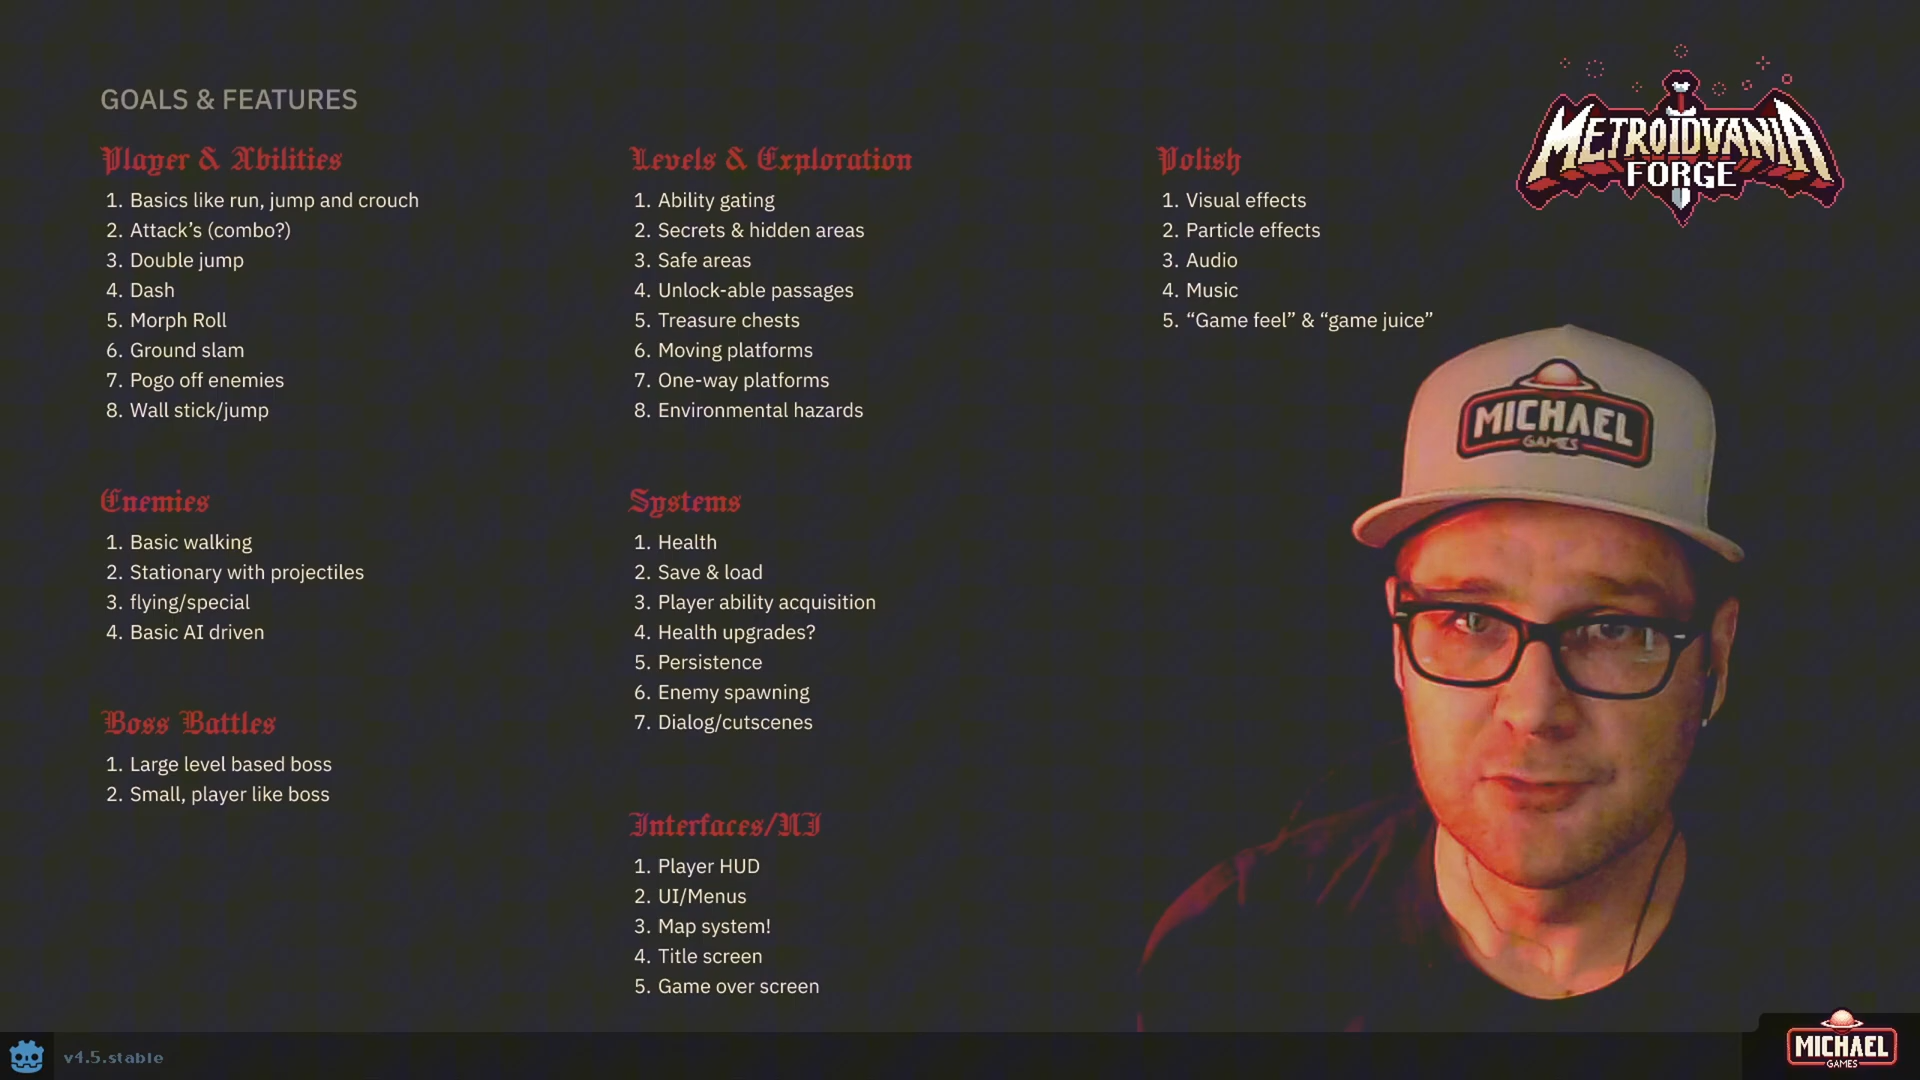 GOALS & FEATURES
Player & Abilities
1. Basics like run, jump and crouch
2. Attack’s (combo?)
3. Double jump
4. Dash
5. Morph Roll
6. Ground slam
7. Pogo off enemies
8. Wall stick/jump
Enemies
1. Basic walking
2. Stationary with projectiles
3. flying/special
4. Basic AI driven
Boss Battles
1. Large level based boss
2. Small, player like boss
Levels & Exploration
1. Ability gating
2. Secrets & hidden areas
3. Safe areas
4. Unlock-able passages
5. Treasure chests
6. Moving platforms
7. One-way platforms
8. Environmental hazards
Systems
1. Health
2. Save & load
3. Player ability acquisition
4. Health upgrades?
5. Persistence
6. Enemy spawning
7. Dialog/cutscenes
Interfaces/UI
1. Player HUD
2. UI/Menus
3. Map system!
4. Title screen
5. Game over screen
Polish
1. Visual effects
2. Particle effects
3. Audio
4. Music
5. “Game feel” & “game juice”
METROIDVANIA
FORGE
MICHAEL
GAMES
v4.5.stable
MICHAEL
GAMES